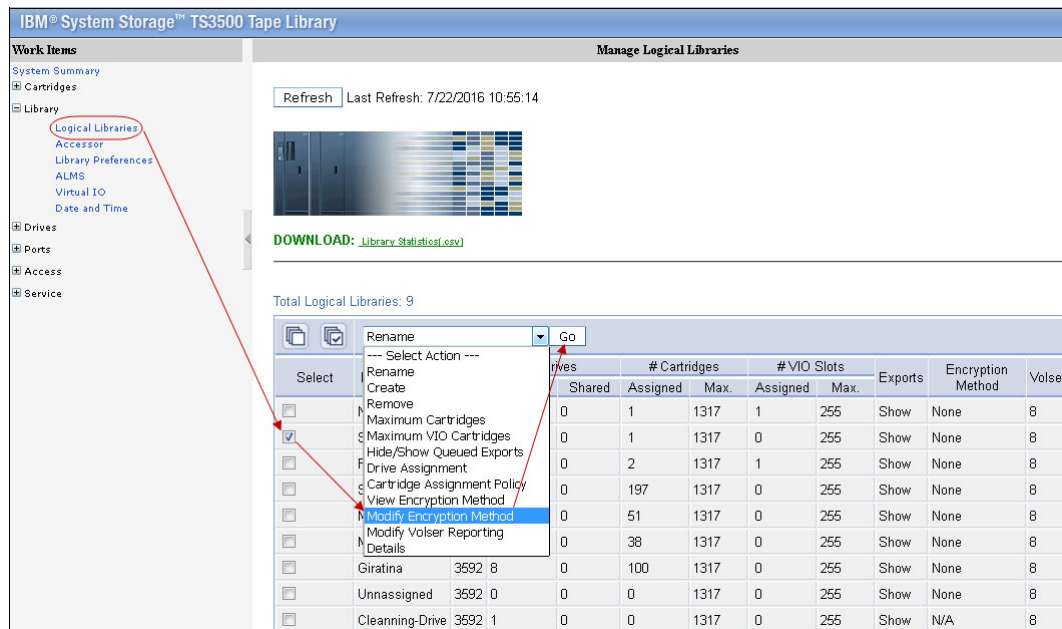 IBM® System Storage™ TS3500 Tape Library
Work Items
Manage Logical Libraries
System Summary
Cartridges
Library
Logical Libraries
Accessor
Library Preferences
ALMS
Virtual IO
Date and Time
Drives
Ports
Access
Service
Refresh Last Refresh: 7/22/2016 10:55:14
DOWNLOAD: Library Statistics(.csv)
Total Logical Libraries: 9
Rename Go
--- Select Action ---
Rename
Create
Remove
Maximum Cartridges
Maximum VIO Cartridges
Hide/Show Queued Exports
Drive Assignment
Cartridge Assignment Policy
View Encryption Method
Modify Encryption Method
Modify Volser Reporting
Details
Select # Cartridges # VIO Slots Exports Encryption Method
Shared Assigned Max. Assigned Max.
0 1 1317 1 255 Show None 8
0 1 1317 0 255 Show None 8
0 2 1317 1 255 Show None 8
0 197 1317 0 255 Show None 8
0 51 1317 0 255 Show None 8
0 38 1317 0 255 Show None 8
Giratina 3592 8 0 100 1317 0 255 Show None 8
Unnassigned 3592 0 0 0 1317 0 255 Show None 8
Cleanning-Drive 3592 1 0 0 1317 0 255 Show N/A 8